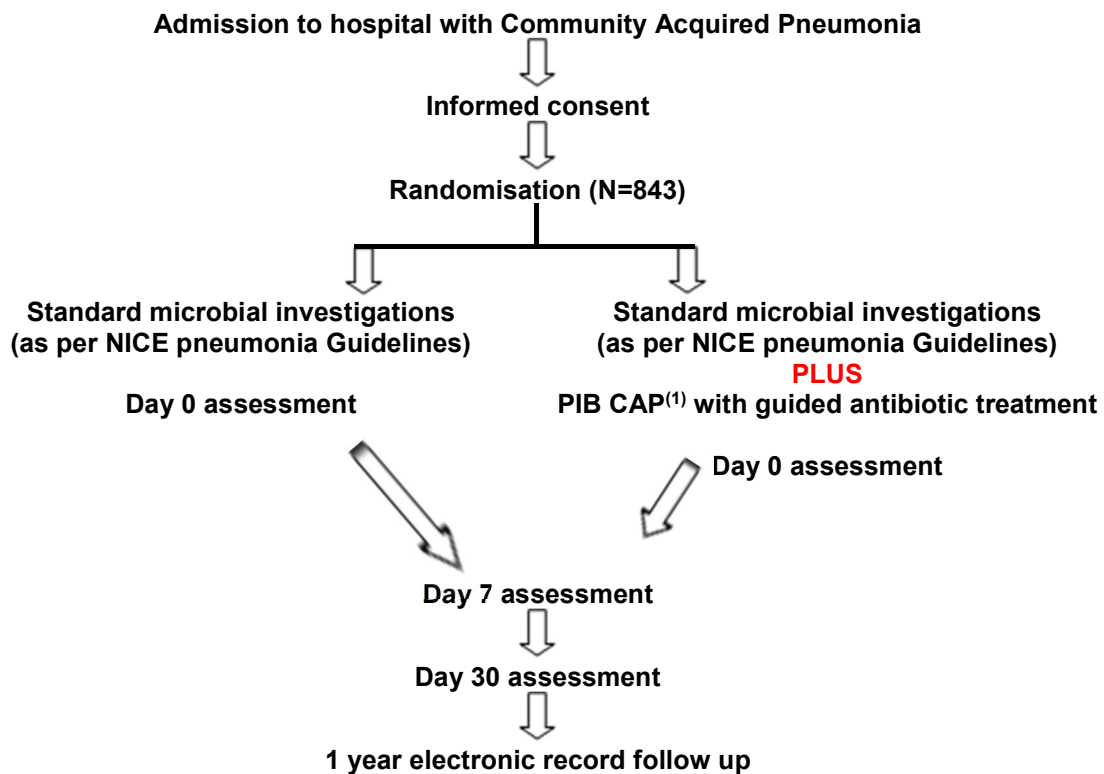 Admission to hospital with Community Acquired Pneumonia
Informed consent
Randomisation (N=843)
Standard microbial investigations
(as per NICE pneumonia Guidelines)
Day 0 assessment
Standard microbial investigations
(as per NICE pneumonia Guidelines)
PLUS
PIB CAP(1) with guided antibiotic treatment
Day 0 assessment
Day 7 assessment
Day 30 assessment
1 year electronic record follow up